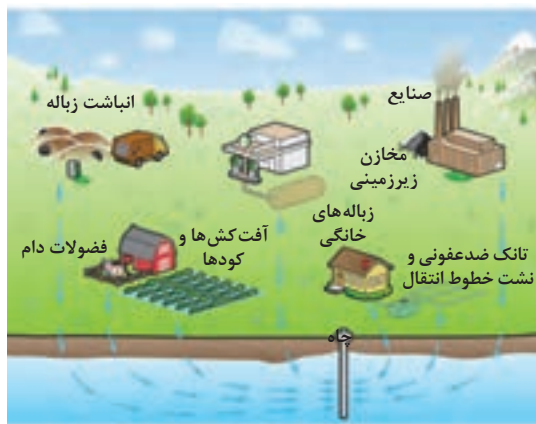 صنایع
انباشت زباله
مخازن
زیرزمینی
زباله‌های
خانگی
آفت‌کش‌ها و
کودها
فضولات دام
تانک ضدعفونی و
نشت خطوط انتقال
چاه